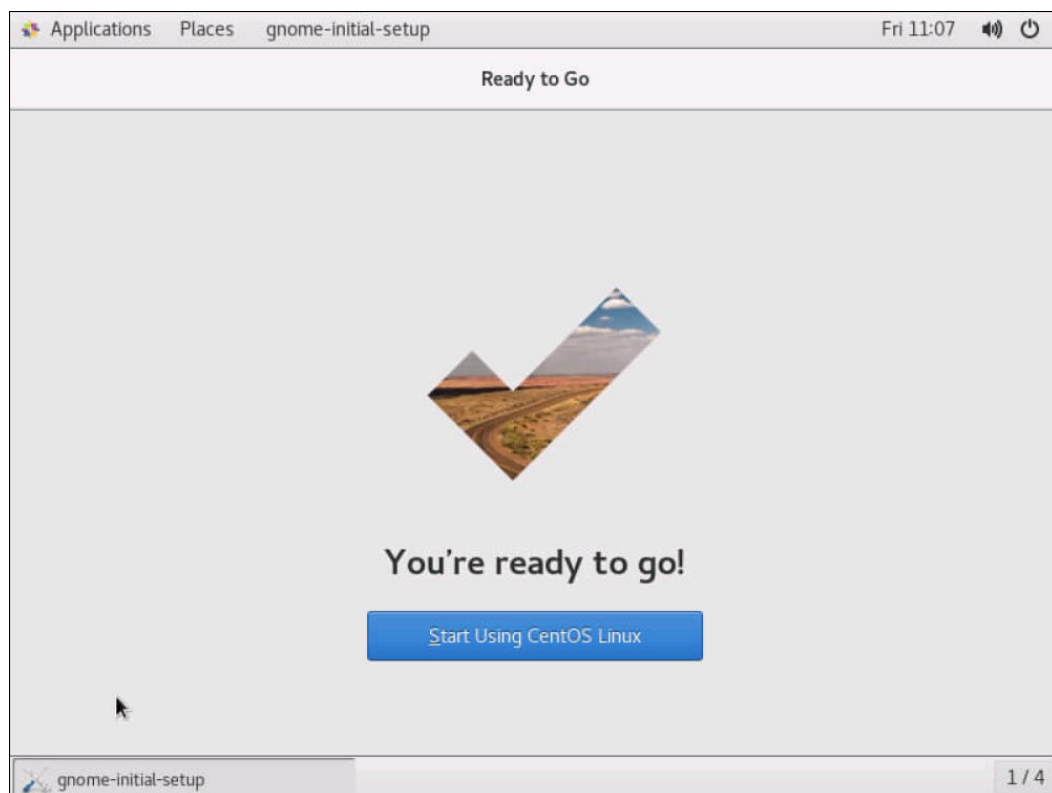 Applications Places gnome-initial-setup Fri 11:07
Ready to Go
You're ready to go!
Start Using CentOS Linux
gnome-initial-setup 1 / 4